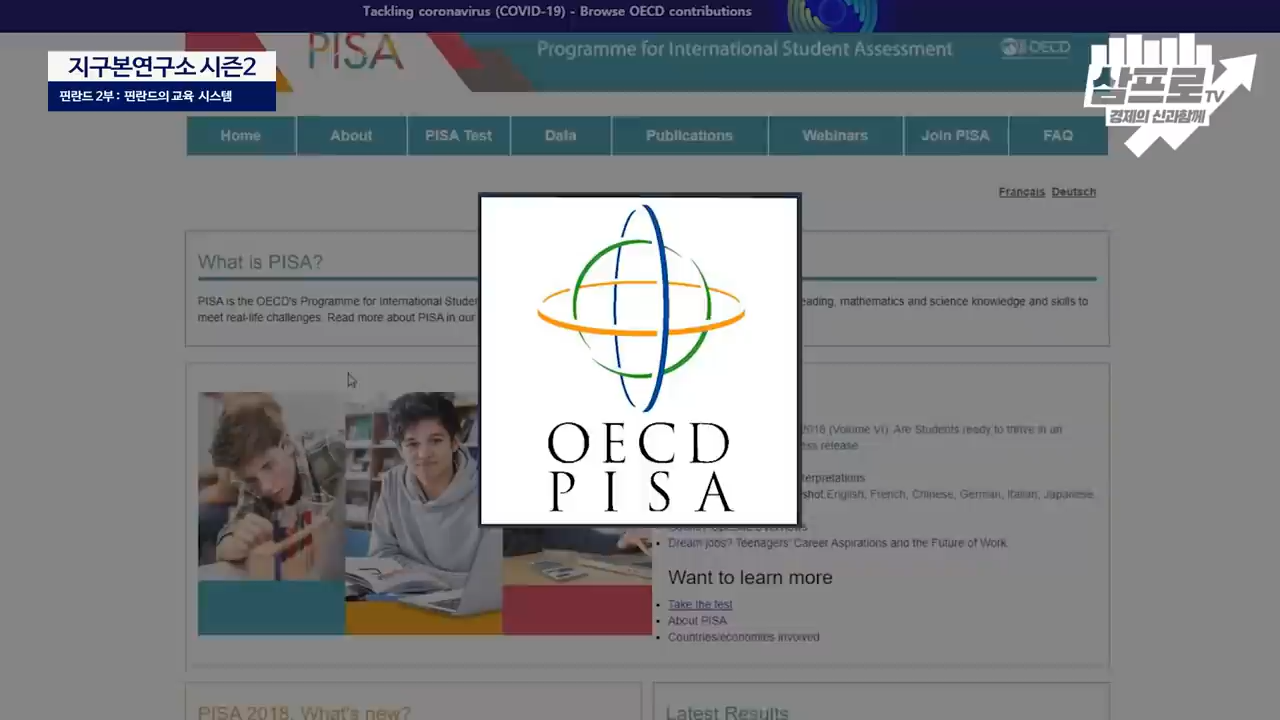 Tackling coronavirus (COVID-19) - Browse OECD contributions
지구본연구소 시즌2
핀란드 2부 : 핀란드의 교육 시스템
PISA
Programme for International Student Assessment
OECD
삼프로TV
경제의 신과함께
Home About PISA Test Data Publications Webinars Join PISA FAQ
Français Deutsch
What is PISA?
PISA is the OECD's Programme for International eading, mathematics and science knowledge and skills to
meet real-life challenges. Read more about PISA in our
OECD
PISA
2018 (Volume VI). Are Students ready to thrive in an
release
terpretations
English, French, Chinese, German, Italian, Japanese
Dream jobs? Teenagers' Career Aspirations and the Future of Work
Want to learn more
Take the test
About PISA
Countries/economies involved
PISA 2018. What's new?
Latest Results